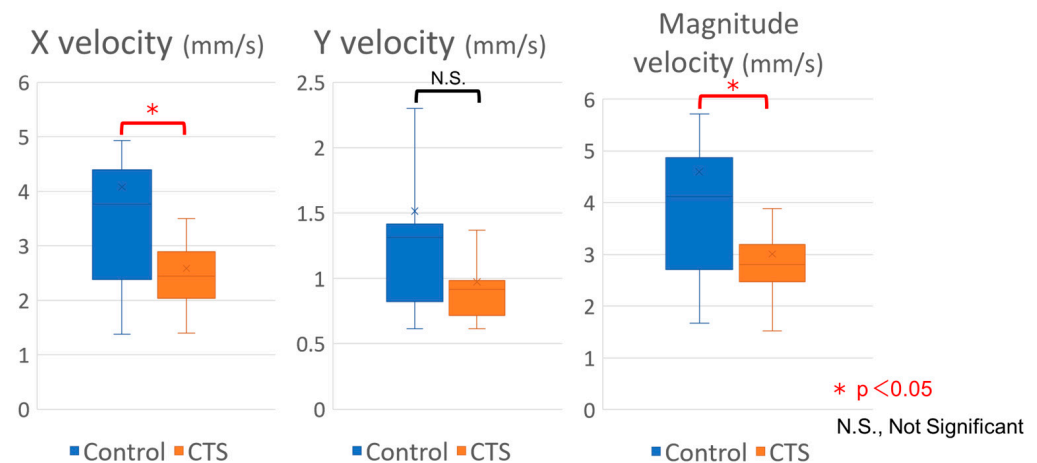 X velocity (mm/s)
6
5
4
3
2
1
0
*
■ Control ■ CTS
Y velocity (mm/s)
2.5
2
1.5
1
0.5
0
N.S.
■ Control ■ CTS
Magnitude
velocity (mm/s)
6
5
4
3
2
1
0
*
■ Control ■ CTS
* p＜0.05
N.S., Not Significant